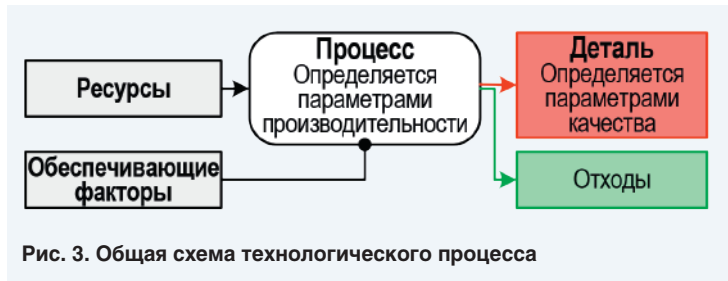 Ресурсы
Обеспечивающие
факторы
Процесс
Определяется
параметрами
производительности
Деталь
Определяется
параметрами
качества
Отходы
Рис. 3. Общая схема технологического процесса